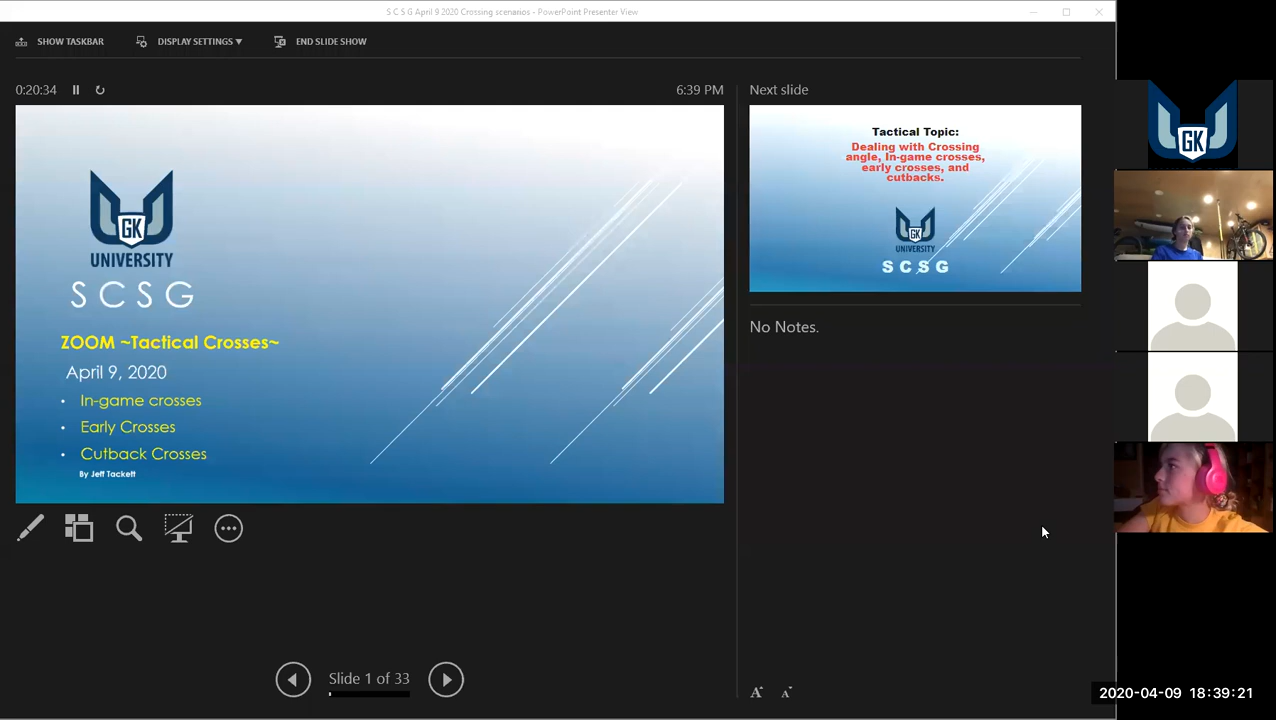 S C S G April 9 2020 Crossing scenarios - PowerPoint Presenter View
SHOW TASKBAR
DISPLAY SETTINGS ▼
END SLIDE SHOW
0:20:34
6:39 PM
Next slide
GK
UNIVERSITY
S C S G
ZOOM ~Tactical Crosses~
April 9, 2020
• In-game crosses
• Early Crosses
• Cutback Crosses
By Jeff Tackett
Tactical Topic:
Dealing with Crossing
angle, In-game crosses,
early crosses, and
cutbacks.
GK
UNIVERSITY
S C S G
No Notes.
Slide 1 of 33
A A
GK
2020-04-09 18:39:21